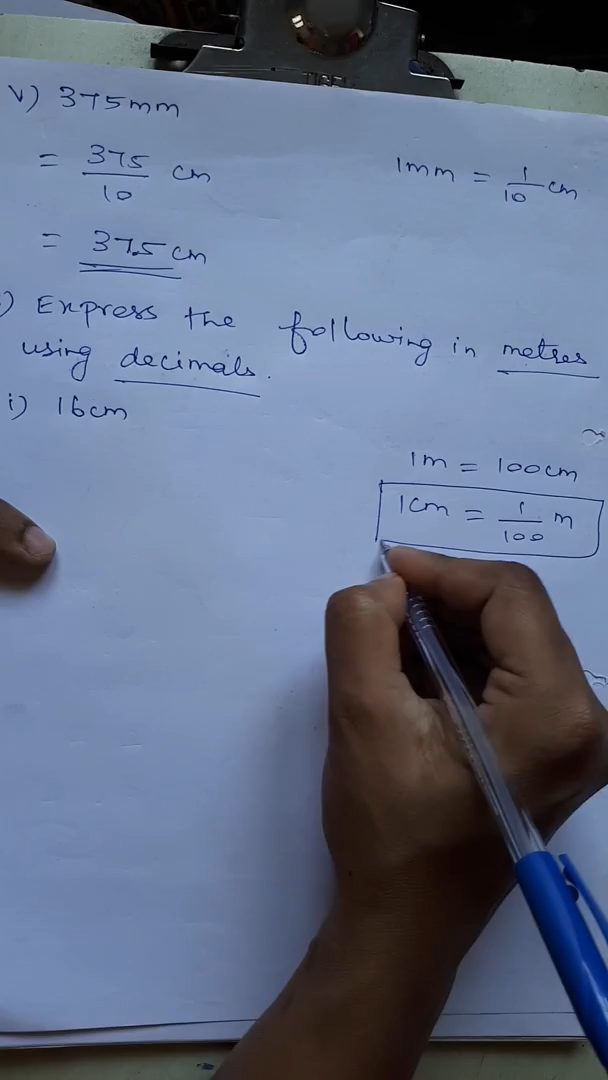 v) 375mm
= 375/10 cm
1mm = 1/10 cm
= 37.5 cm
) Express the following in metres
using decimals.
i) 16cm
1m = 100cm
1cm = 1/100 m